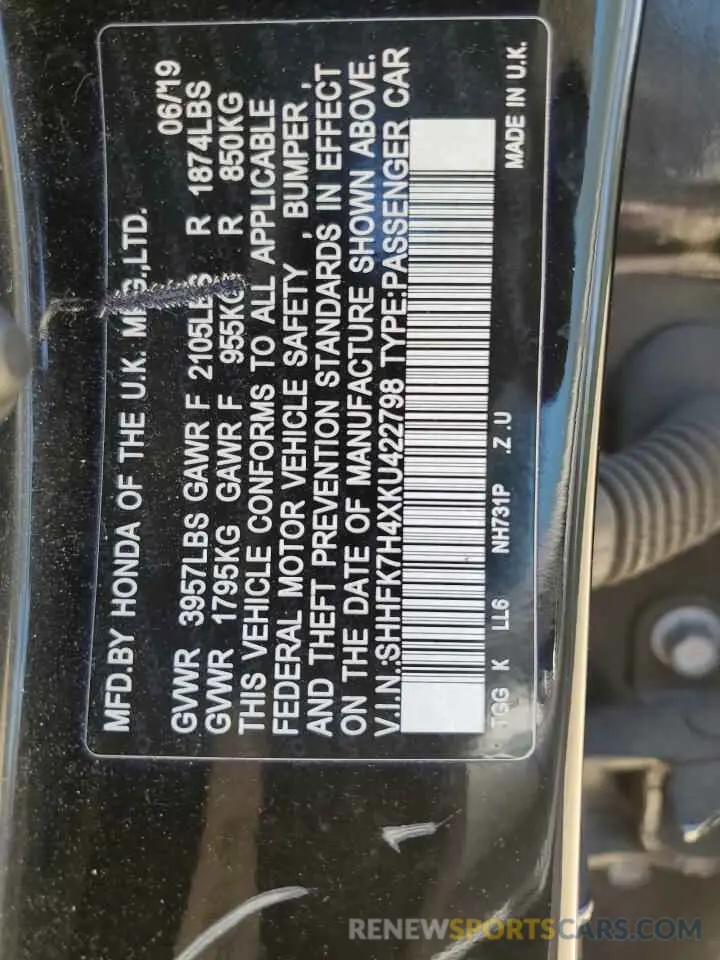 MFD.BY HONDA OF THE U.K. MFG.,LTD. 06/19
GVWR 3957LBS GAWR F 2105LBS R 1874LBS
GVWR 1795KG GAWR F 955KG R 850KG
THIS VEHICLE CONFORMS TO ALL APPLICABLE
FEDERAL MOTOR VEHICLE SAFETY , BUMPER ,
AND THEFT PREVENTION STANDARDS IN EFFECT
ON THE DATE OF MANUFACTURE SHOWN ABOVE.
V.I.N.:SHHFK7H4XKU422798 TYPE:PASSENGER CAR
TGG K LL6 NH731P .Z .U MADE IN U.K.
RENEWSPORTSCARS.COM